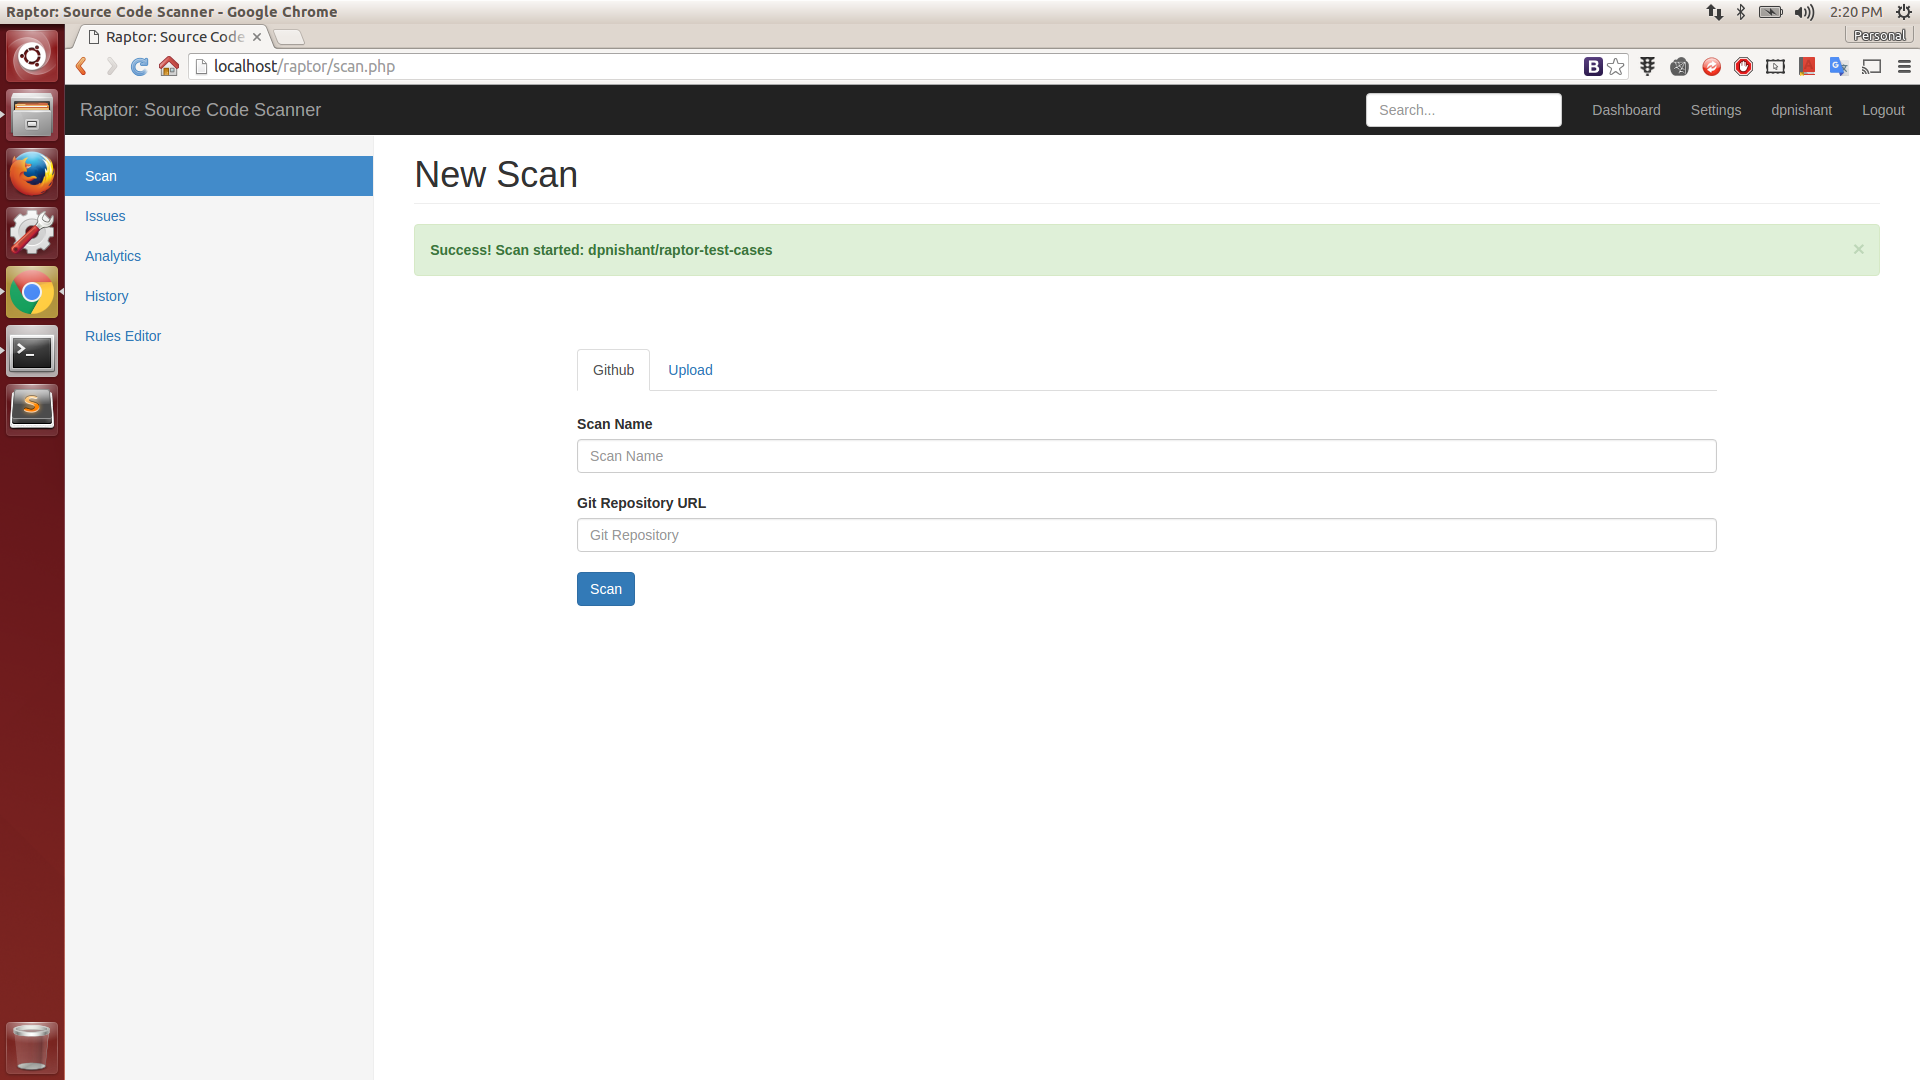 Raptor: Source Code Scanner - Google Chrome
2:20 PM
Raptor: Source Code
Personal
localhost/raptor/scan.php
Raptor: Source Code Scanner
Search...
Dashboard
Settings
dpnishant
Logout
Scan
Issues
Analytics
History
Rules Editor
New Scan
Success! Scan started: dpnishant/raptor-test-cases
×
Github
Upload
Scan Name
Scan Name
Git Repository URL
Git Repository
Scan